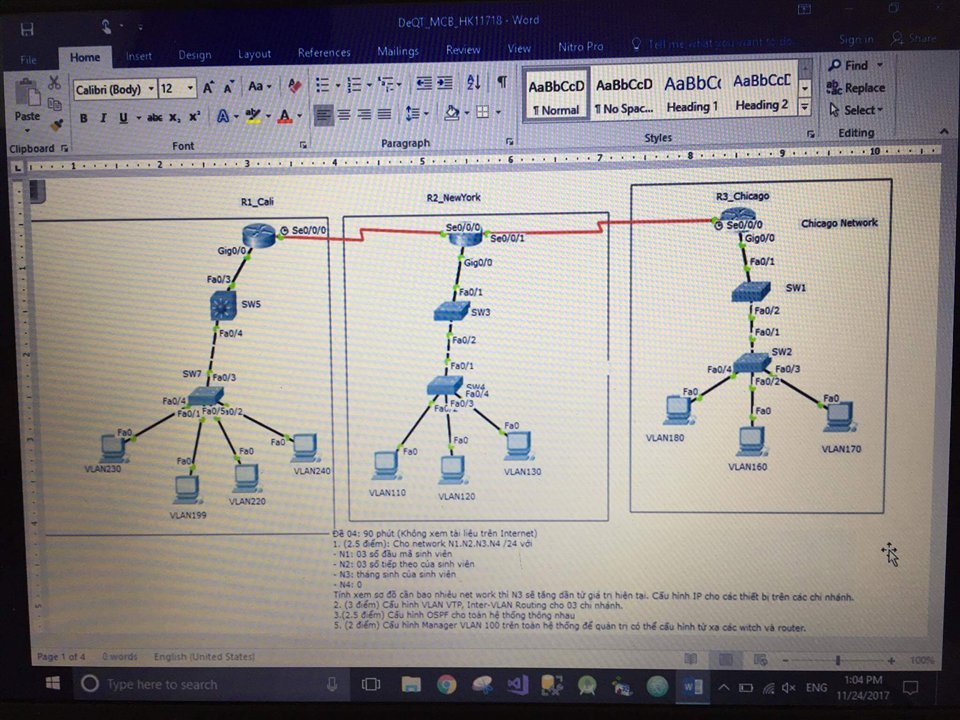 DeQT_MCB_HK11718 - Word
File Home Insert Design Layout References Mailings Review View Nitro Pro Tell me what you want to do... Sign in Share
Calibri (Body) 12 Aa
AaBbCcD AaBbCcD AaBbCc AaBbCcD
¶ Normal ¶ No Spac... Heading 1 Heading 2
Find
Replace
Select
Paste
B I U abc X₂ X² A
Clipboard Font Paragraph Styles Editing
1 2 3 4 5 6 7 8 9 10
R1_Cali
Se0/0/0
Gig0/0
Fa0/3
SW5
Fa0/4
SW7
Fa0/3
Fa0/4
Fa0/1
Fa0
VLAN230
Fa0
VLAN199
Fa0
VLAN220
Fa0
VLAN240
R2_NewYork
Se0/0/0
Se0/0/1
Gig0/0
Fa0/1
SW3
Fa0/2
Fa0/1
SW4
Fa0/4
Fa0/3
Fa0
VLAN110
Fa0
VLAN120
Fa0
VLAN130
R3_Chicago
Chicago Network
Se0/0/0
Gig0/0
Fa0/1
SW1
Fa0/2
Fa0/1
SW2
Fa0/4
Fa0/3
Fa0/2
Fa0
VLAN180
Fa0
VLAN160
Fa0
VLAN170
Đề 04: 90 phút (Không xem tài liệu trên Internet)
1. (2.5 điểm): Cho network N1.N2.N3.N4 /24 với
- N1: 03 số đầu mã sinh viên
- N2: 03 số tiếp theo của sinh viên
- N3: tháng sinh của sinh viên
- N4: 0
Tính xem sơ đồ cần bao nhiêu net work thì N3 sẽ tăng dần từ giá trị hiện tại. Cấu hình IP cho các thiết bị trên các chi nhánh.
2. (3 điểm) Cấu hình VLAN VTP, Inter-VLAN Routing cho 03 chi nhánh.
3.(2.5 điểm) Cấu hình OSPF cho toàn hệ thống thông nhau
5. (2 điểm) Cấu hình Manager VLAN 100 trên toàn hệ thống để quản trị có thể cấu hình từ xa các witch và router.
Page 1 of 4 0 words English (United States) 100%
Type here to search
ENG
1:04 PM
11/24/2017